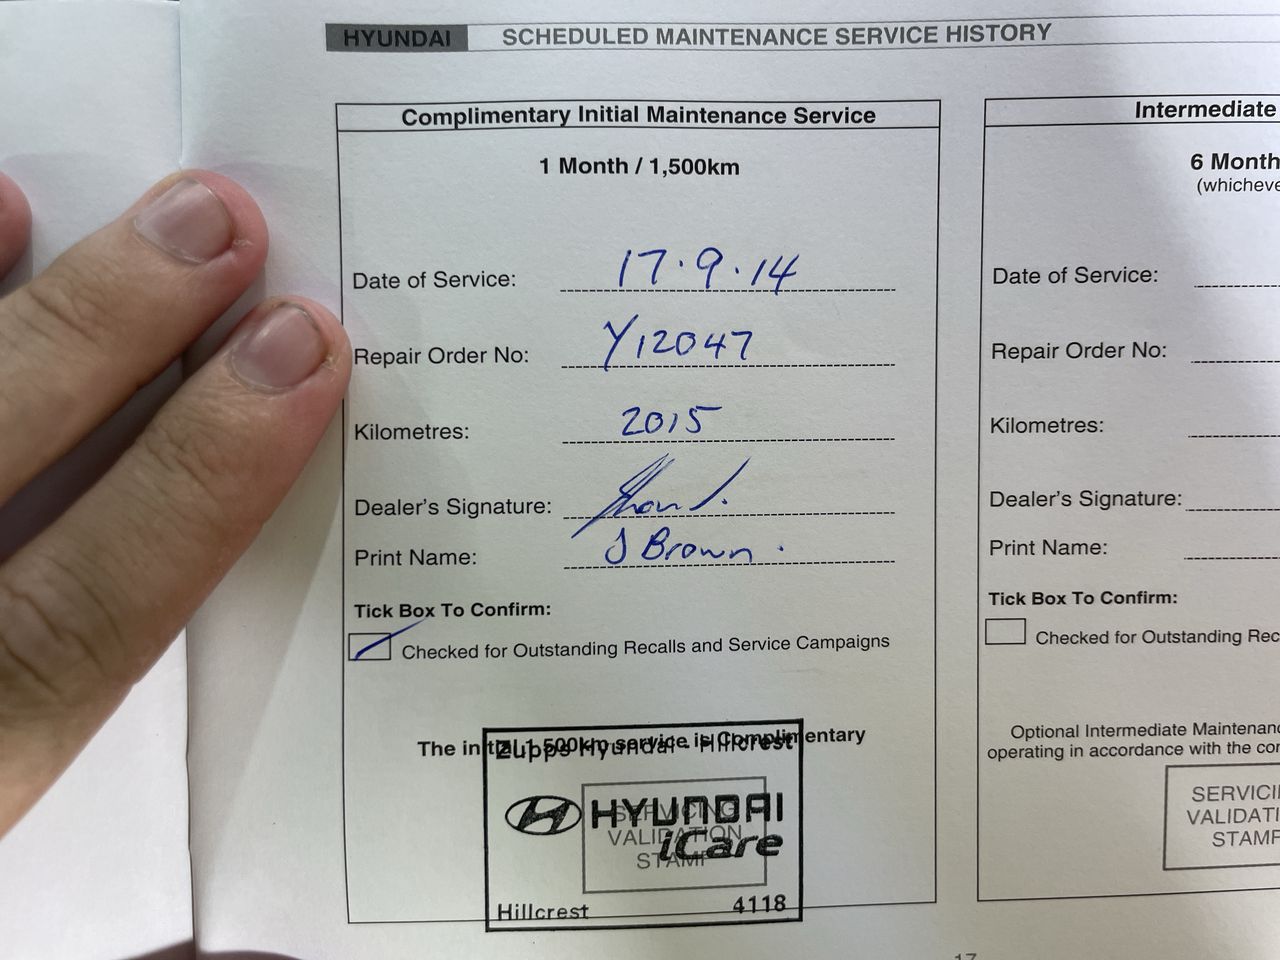 HYUNDAI SCHEDULED MAINTENANCE SERVICE HISTORY
Complimentary Initial Maintenance Service
1 Month / 1,500km
Date of Service: 17.9.14
Repair Order No: Y12047
Kilometres: 2015
Dealer's Signature:
Print Name: J Brown.
Tick Box To Confirm:
Checked for Outstanding Recalls and Service Campaigns
The initial 1,500km service is Complimentary
Zupps Hyundai - Hillcrest
HYUNDAI
iCare
SERVICING
VALIDATION
STAMP
Hillcrest 4118
Intermediate
6 Month
(whicheve
Date of Service:
Repair Order No:
Kilometres:
Dealer's Signature:
Print Name:
Tick Box To Confirm:
Checked for Outstanding Rec
Optional Intermediate Maintenanc
operating in accordance with the cor
SERVICI
VALIDATI
STAMP
17